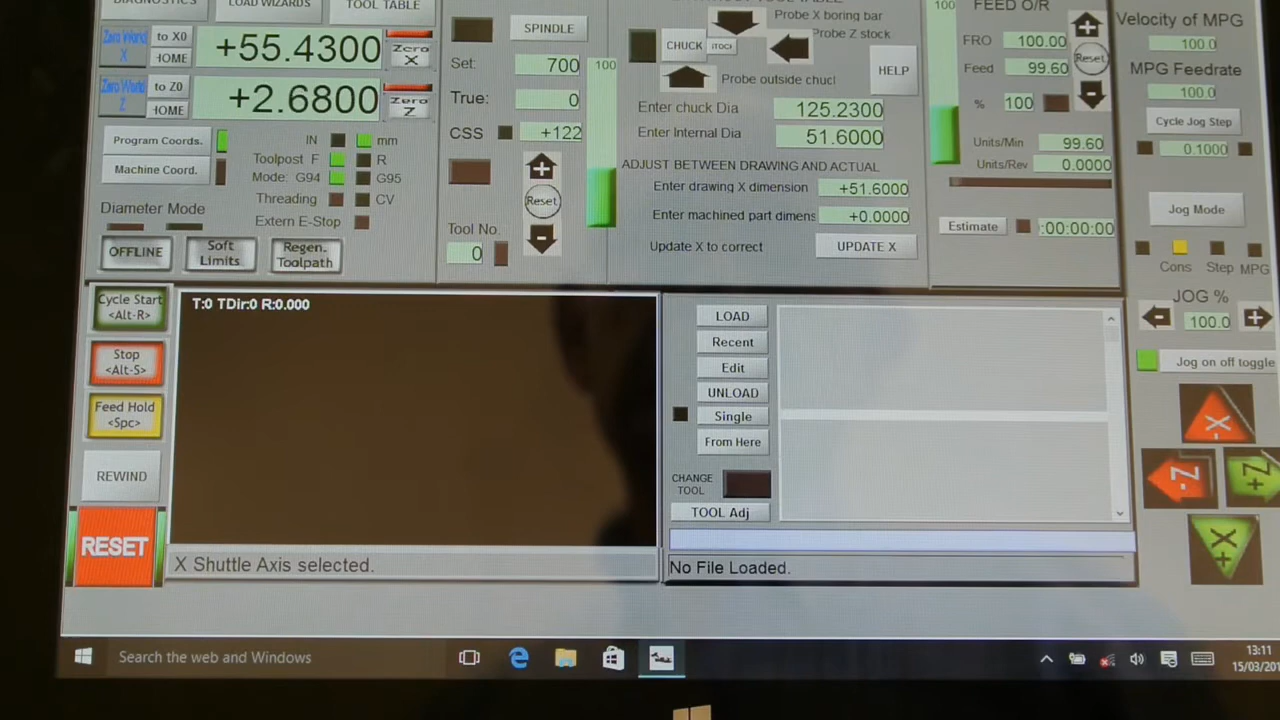 DIAGNOSTICS
LOAD WIZARDS
TOOL TABLE
Zero World X
to X0
HOME
+55.4300
Zero X
Zero World Z
to Z0
HOME
+2.6800
Zero Z
Program Coords.
Machine Coord.
Diameter Mode
IN mm
Toolpost F R
Mode: G94 G95
Threading CV
Extern E-Stop
OFFLINE
Soft Limits
Regen. Toolpath
SPINDLE
Set: 700
True: 0
CSS +122
Reset
Tool No.
0
100
Probe X boring bar
Probe Z stock
CHUCK
HELP
Probe outside chuck
Enter chuck Dia 125.2300
Enter Internal Dia 51.6000
ADJUST BETWEEN DRAWING AND ACTUAL
Enter drawing X dimension +51.6000
Enter machined part dimens +0.0000
Update X to correct UPDATE X
100
FEED O/R
FRO 100.00
Feed 99.60
Reset
% 100
Units/Min 99.60
Units/Rev 0.0000
Estimate :00:00:00
Velocity of MPG
100.0
MPG Feedrate
100.0
Cycle Jog Step
0.1000
Jog Mode
Cons Step MPG
JOG %
100.0
Jog on off toggle
X
-Z
Z+
X+
Cycle Start
<Alt-R>
Stop
<Alt-S>
Feed Hold
<Spc>
REWIND
RESET
T:0 TDir:0 R:0.000
X Shuttle Axis selected.
LOAD
Recent
Edit
UNLOAD
Single
From Here
CHANGE TOOL
TOOL Adj
No File Loaded.
Search the web and Windows
13:11
15/03/201